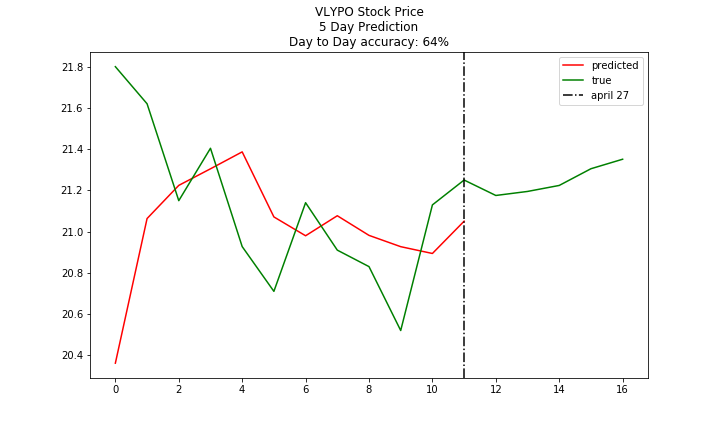 VLYPO Stock Price
5 Day Prediction
Day to Day accuracy: 64%
predicted
true
april 27
21.8
21.6
21.4
21.2
21.0
20.8
20.6
20.4
0 2 4 6 8 10 12 14 16